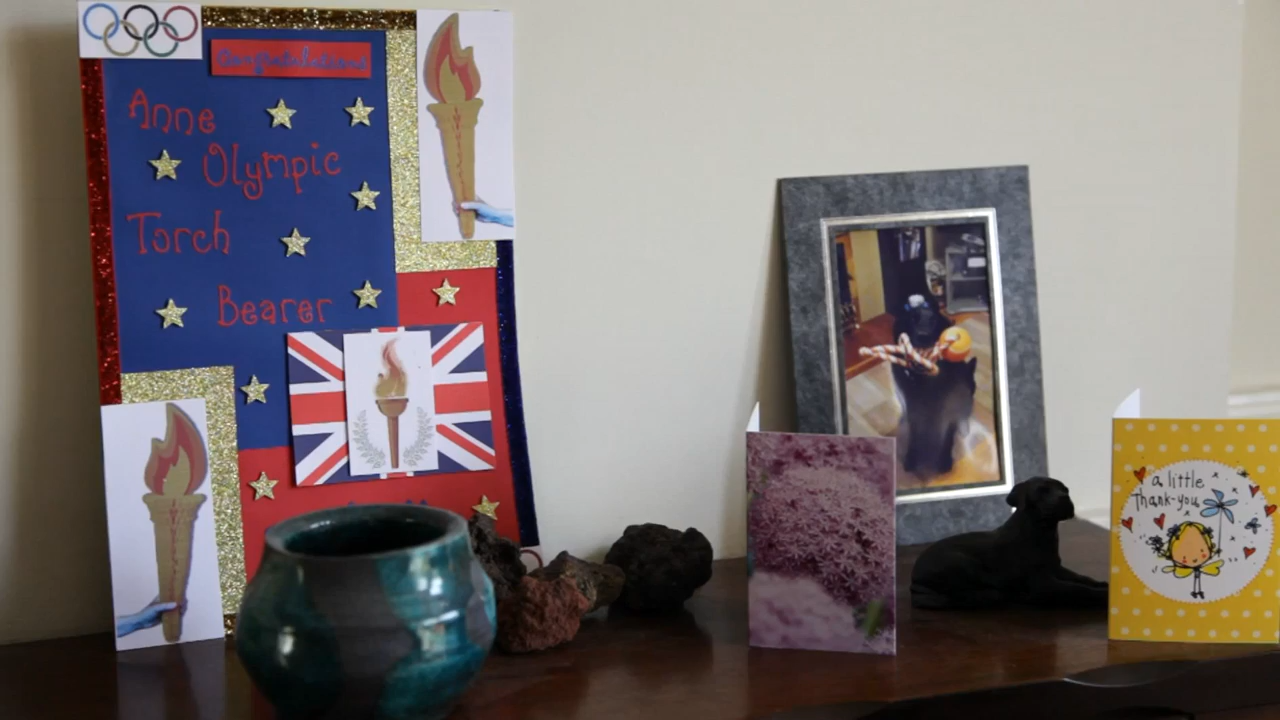 Congratulations
Anne
Olympic
Torch
Bearer
a little
thank-you